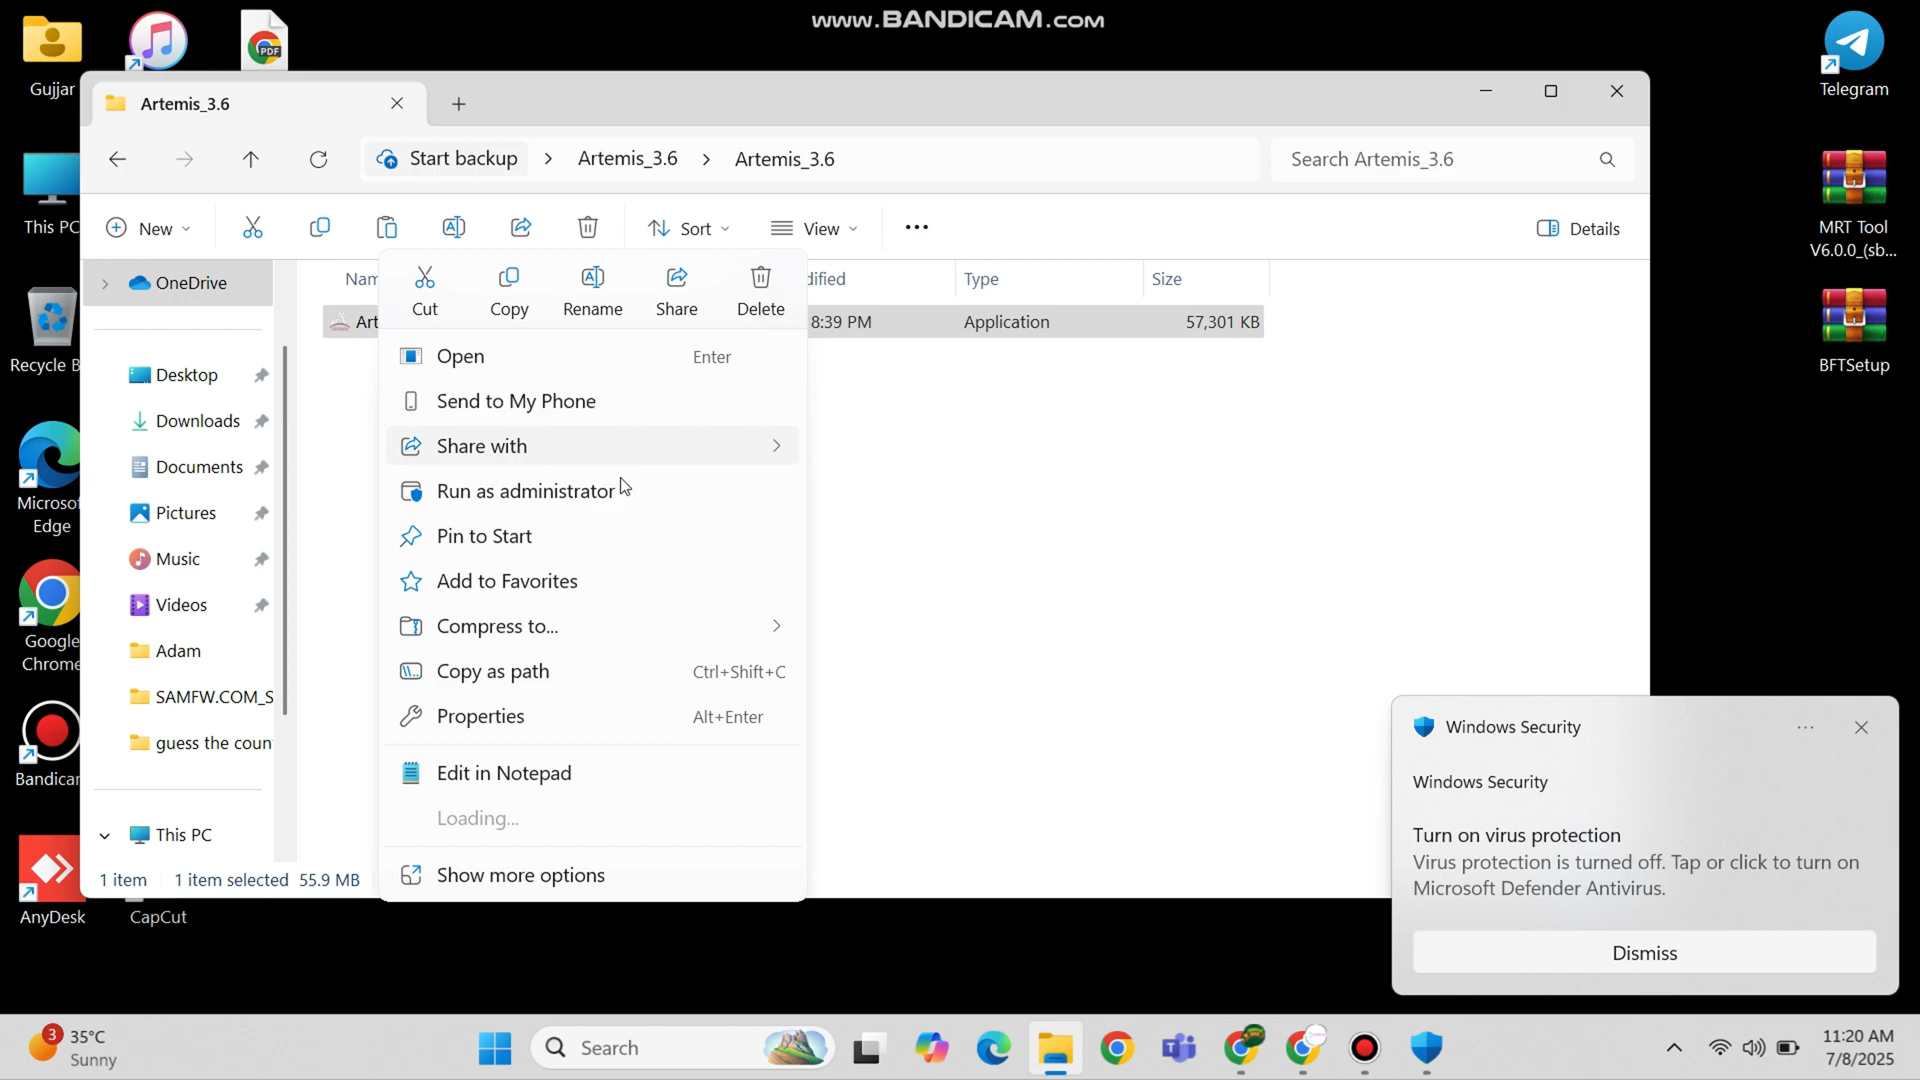 www.BANDICAM.com
Gujjar
Telegram
Artemis_3.6
Start backup
Artemis_3.6
Artemis_3.6
Search Artemis_3.6
This PC
MRT Tool
V6.0.0_(sb...
New
Sort
View
Details
OneDrive
Nam
dified
Type
Size
Cut
Copy
Rename
Share
Delete
Art
8:39 PM
Application
57,301 KB
Recycle B
BFTSetup
Open
Enter
Desktop
Send to My Phone
Downloads
Share with
Documents
Run as administrator
Microsof
Edge
Pictures
Pin to Start
Music
Add to Favorites
Videos
Compress to...
Google
Chrome
Adam
Copy as path
Ctrl+Shift+C
SAMFW.COM_S
Properties
Alt+Enter
guess the coun
Bandicar
Edit in Notepad
Loading...
This PC
Show more options
1 item
1 item selected
55.9 MB
AnyDesk
CapCut
Windows Security
Windows Security
Turn on virus protection
Virus protection is turned off. Tap or click to turn on
Microsoft Defender Antivirus.
Dismiss
3
35°C
Sunny
Search
11:20 AM
7/8/2025
PDF